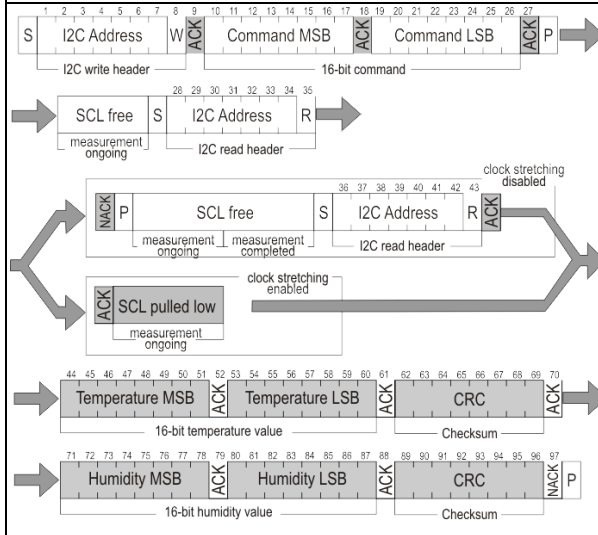 1 2 3 4 5 6 7 8 9 10 11 12 13 14 15 16 17 18 19 20 21 22 23 24 25 26 27
S I2C Address W ACK Command MSB ACK Command LSB ACK P
I2C write header 16-bit command
28 29 30 31 32 33 34 35
SCL free S I2C Address R
measurement ongoing I2C read header
clock stretching disabled
36 37 38 39 40 41 42 43
NACK P SCL free S I2C Address R ACK
measurement ongoing measurement completed I2C read header
clock stretching enabled
ACK SCL pulled low
measurement ongoing
44 45 46 47 48 49 50 51 52 53 54 55 56 57 58 59 60 61 62 63 64 65 66 67 68 69 70
Temperature MSB ACK Temperature LSB ACK CRC ACK
16-bit temperature value Checksum
71 72 73 74 75 76 77 78 79 80 81 82 83 84 85 86 87 88 89 90 91 92 93 94 95 96 97
Humidity MSB ACK Humidity LSB ACK CRC NACK P
16-bit humidity value Checksum